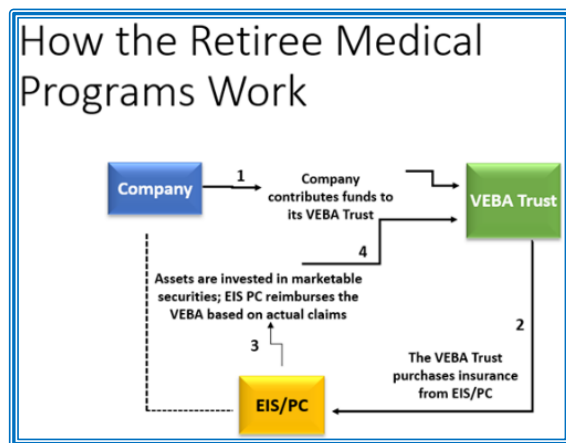 How the Retiree Medical
Programs Work
Company
1
Company
contributes funds to
its VEBA Trust
VEBA Trust
4
Assets are invested in marketable
securities; EIS PC reimburses the
VEBA based on actual claims
2
3
The VEBA Trust
purchases insurance
from EIS/PC
EIS/PC